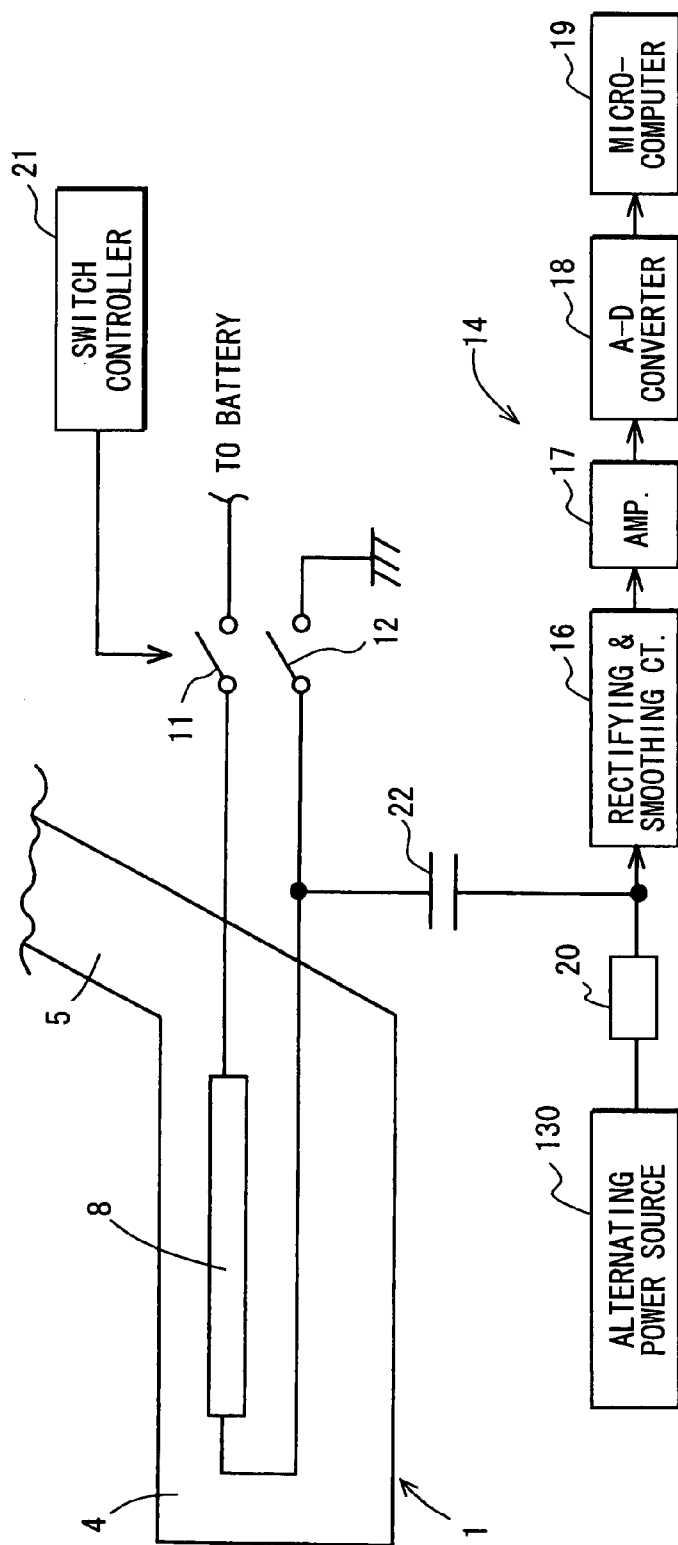 21
SWITCH
CONTROLLER
TO BATTERY
11
12
5
8
4
1
22
14
130
ALTERNATING
POWER SOURCE
20
16
RECTIFYING &
SMOOTHING CT.
17
AMP.
18
A-D
CONVERTER
19
MICRO-
COMPUTER